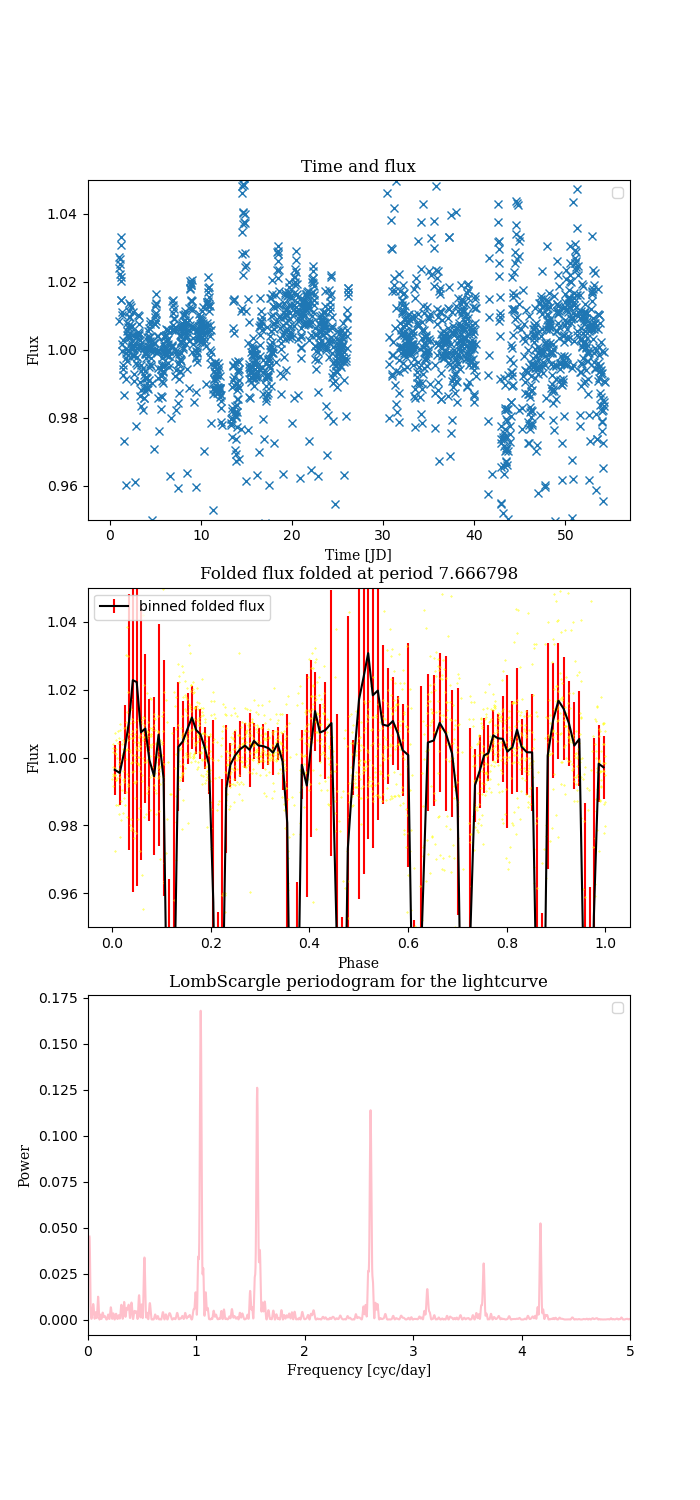 Time and flux
Flux
1.04
1.02
1.00
0.98
0.96
0 10 20 30 40 50
Time [JD]
Folded flux folded at period 7.666798
binned folded flux
Flux
1.04
1.02
1.00
0.98
0.96
0.0 0.2 0.4 0.6 0.8 1.0
Phase
LombScargle periodogram for the lightcurve
Power
0.175
0.150
0.125
0.100
0.075
0.050
0.025
0.000
0 1 2 3 4 5
Frequency [cyc/day]